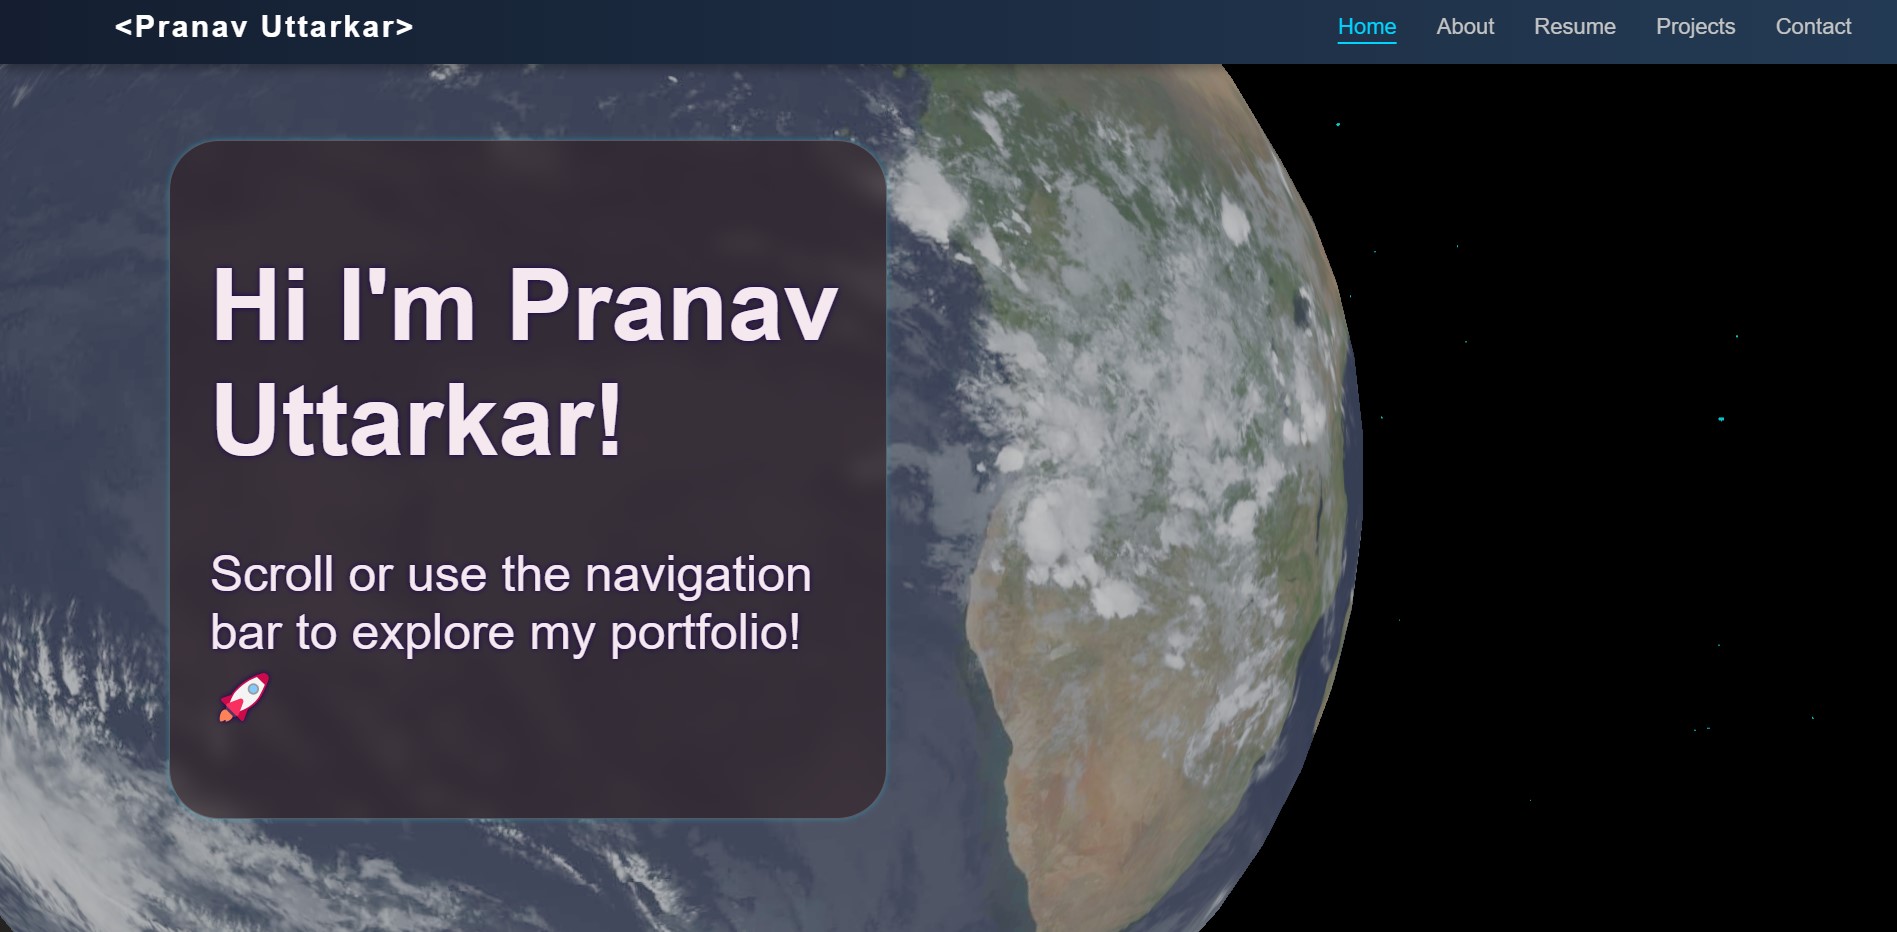 <Pranav Uttarkar>
Home About Resume Projects Contact
Hi I'm Pranav
Uttarkar!
Scroll or use the navigation
bar to explore my portfolio!
🚀